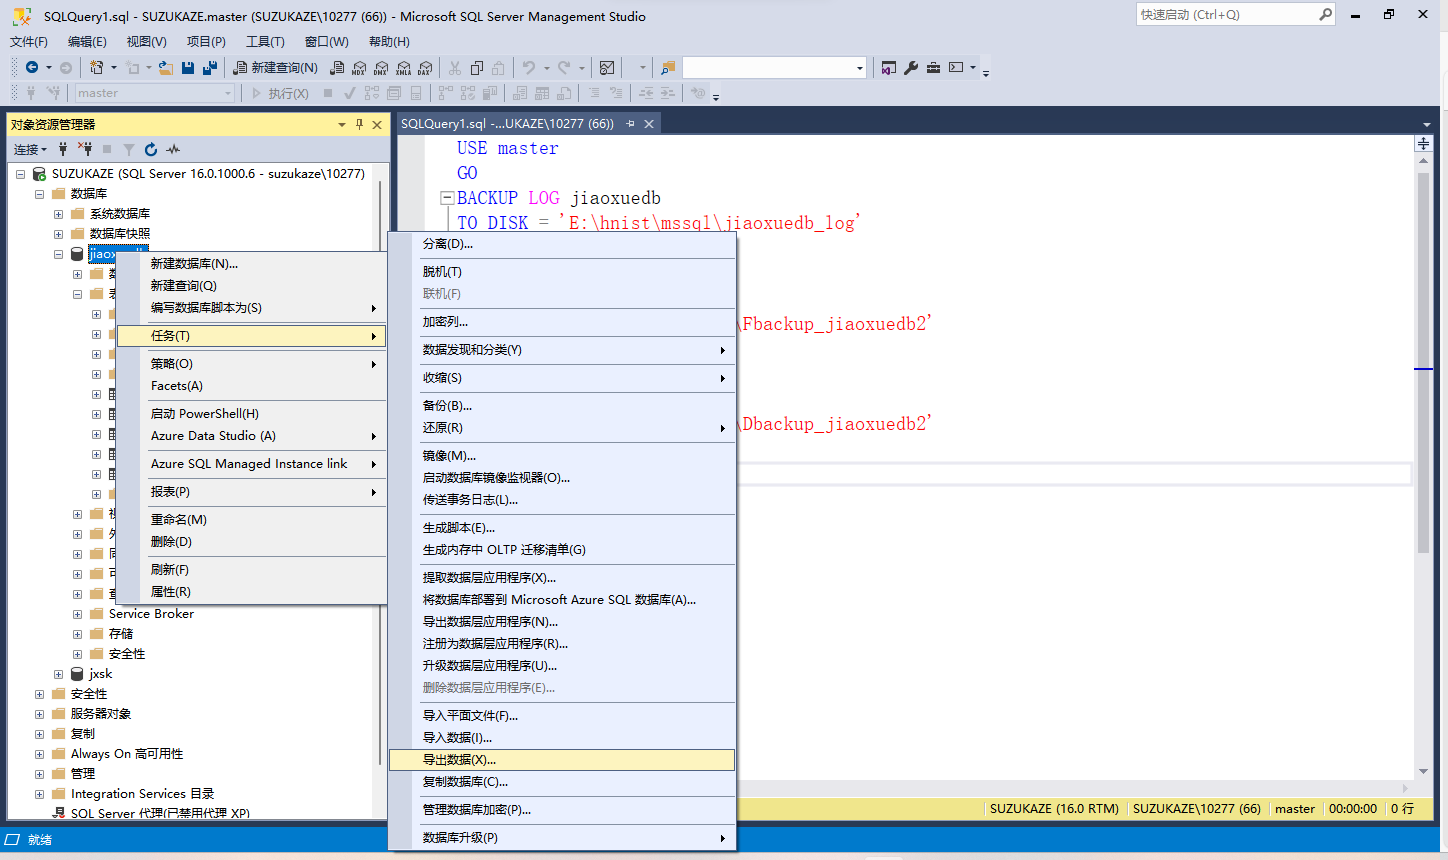 SQLQuery1.sql - SUZUKAZE.master (SUZUKAZE\10277 (66)) - Microsoft SQL Server Management Studio
快速启动 (Ctrl+Q)
文件(F) 编辑(E) 视图(V) 项目(P) 工具(T) 窗口(W) 帮助(H)
新建查询(N) MDX DMX XMLA DAX
master 执行(X)
对象资源管理器
连接
SUZUKAZE (SQL Server 16.0.1000.6 - suzukaze\10277)
数据库
系统数据库
数据库快照
Service Broker
存储
安全性
jxsk
安全性
服务器对象
复制
Always On 高可用性
管理
Integration Services 目录
SQL Server 代理(已禁用代理 XP)
SQLQuery1.sql -...UKAZE\10277 (66))
USE master
GO
BACKUP LOG jiaoxuedb
TO DISK = 'E:\hnist\mssql\jiaoxuedb_log'
\Fbackup_jiaoxuedb2'
\Dbackup_jiaoxuedb2'
新建数据库(N)...
新建查询(Q)
编写数据库脚本为(S)
任务(T)
策略(O)
Facets(A)
启动 PowerShell(H)
Azure Data Studio (A)
Azure SQL Managed Instance link
报表(P)
重命名(M)
删除(D)
刷新(F)
属性(R)
分离(D)...
脱机(T)
联机(F)
加密列...
数据发现和分类(Y)
收缩(S)
备份(B)...
还原(R)
镜像(M)...
启动数据库镜像监视器(O)...
传送事务日志(L)...
生成脚本(E)...
生成内存中 OLTP 迁移清单(G)
提取数据层应用程序(X)...
将数据库部署到 Microsoft Azure SQL 数据库(A)...
导出数据层应用程序(N)...
注册为数据层应用程序(R)...
升级数据层应用程序(U)...
删除数据层应用程序(E)...
导入平面文件(F)...
导入数据(I)...
导出数据(X)...
复制数据库(C)...
管理数据库加密(P)...
数据库升级(P)
SUZUKAZE (16.0 RTM) SUZUKAZE\10277 (66) master 00:00:00 0 行
就绪